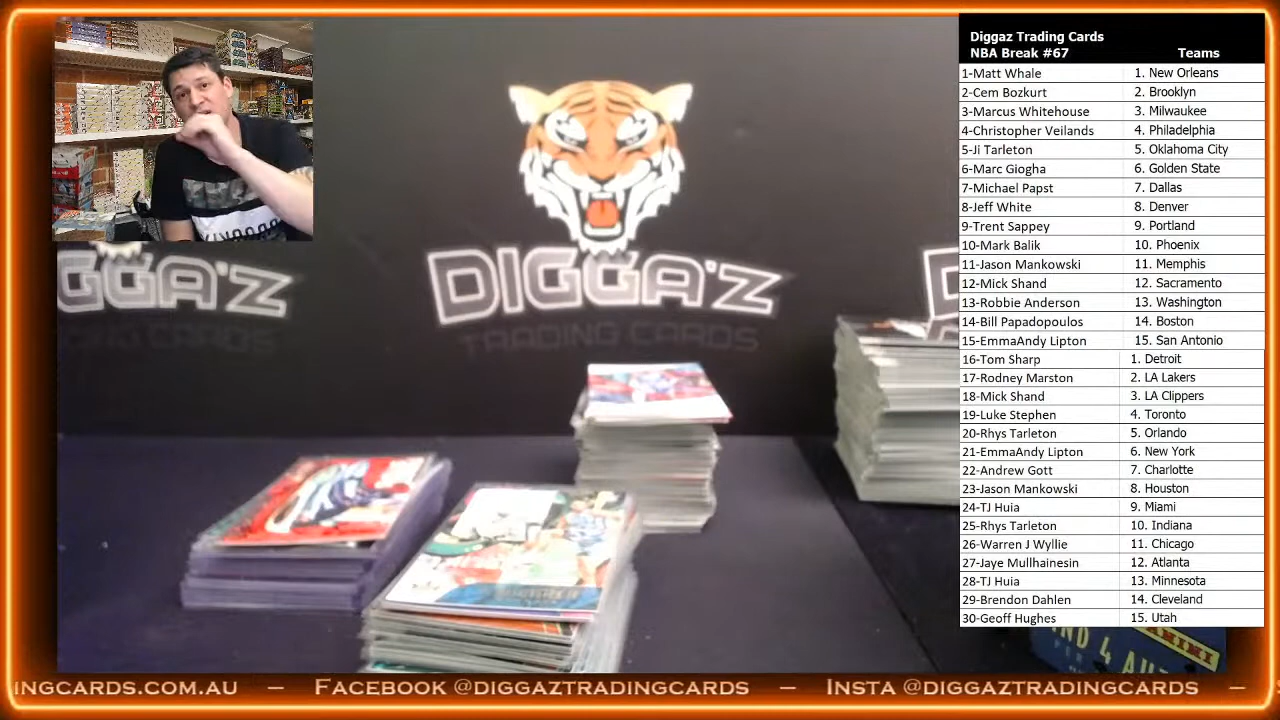 Diggaz Trading Cards
NBA Break #67 Teams
1-Matt Whale 1. New Orleans
2-Cem Bozkurt 2. Brooklyn
3-Marcus Whitehouse 3. Milwaukee
4-Christopher Veilands 4. Philadelphia
5-Ji Tarleton 5. Oklahoma City
6-Marc Giogha 6. Golden State
7-Michael Papst 7. Dallas
8-Jeff White 8. Denver
9-Trent Sappey 9. Portland
10-Mark Balik 10. Phoenix
11-Jason Mankowski 11. Memphis
12-Mick Shand 12. Sacramento
13-Robbie Anderson 13. Washington
14-Bill Papadopoulos 14. Boston
15-EmmaAndy Lipton 15. San Antonio
16-Tom Sharp 1. Detroit
17-Rodney Marston 2. LA Lakers
18-Mick Shand 3. LA Clippers
19-Luke Stephen 4. Toronto
20-Rhys Tarleton 5. Orlando
21-EmmaAndy Lipton 6. New York
22-Andrew Gott 7. Charlotte
23-Jason Mankowski 8. Houston
24-TJ Huia 9. Miami
25-Rhys Tarleton 10. Indiana
26-Warren J Wyllie 11. Chicago
27-Jaye Mullhainesin 12. Atlanta
28-TJ Huia 13. Minnesota
29-Brendon Dahlen 14. Cleveland
30-Geoff Hughes 15. Utah
GGA'Z DIGGA'Z D
TRADING CARDS
PANINI
ND 4 AU
INGCARDS.COM.AU — FACEBOOK @DIGGAZTRADINGCARDS — INSTA @DIGGAZTRADINGCARDS —